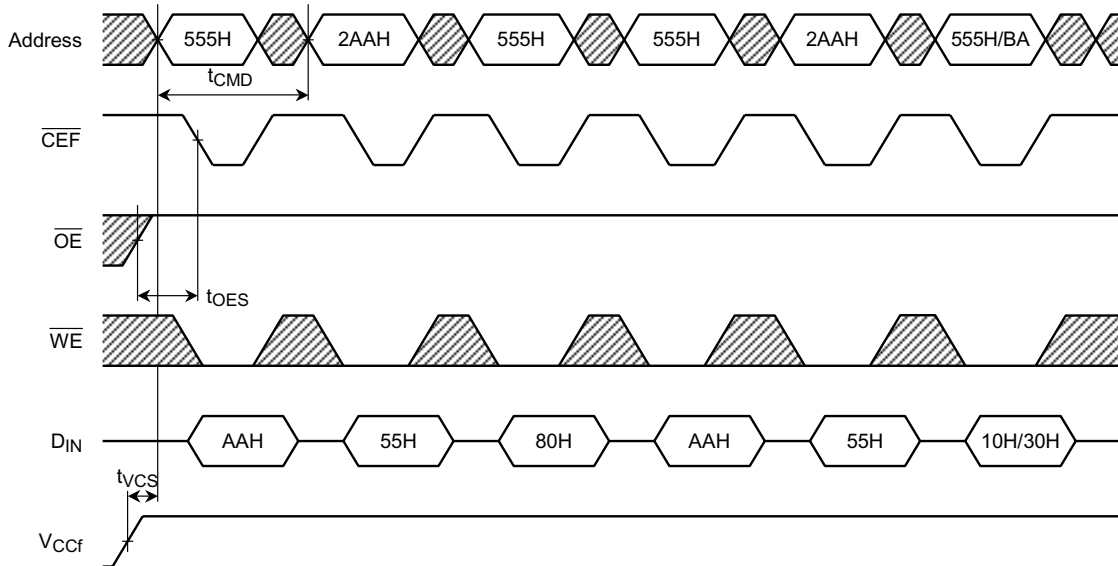 Address 555H 2AAH 555H 555H 2AAH 555H/BA
tCMD
CEF
OE
tOES
WE
DIN AAH 55H 80H AAH 55H 10H/30H
tVCS
VCCf